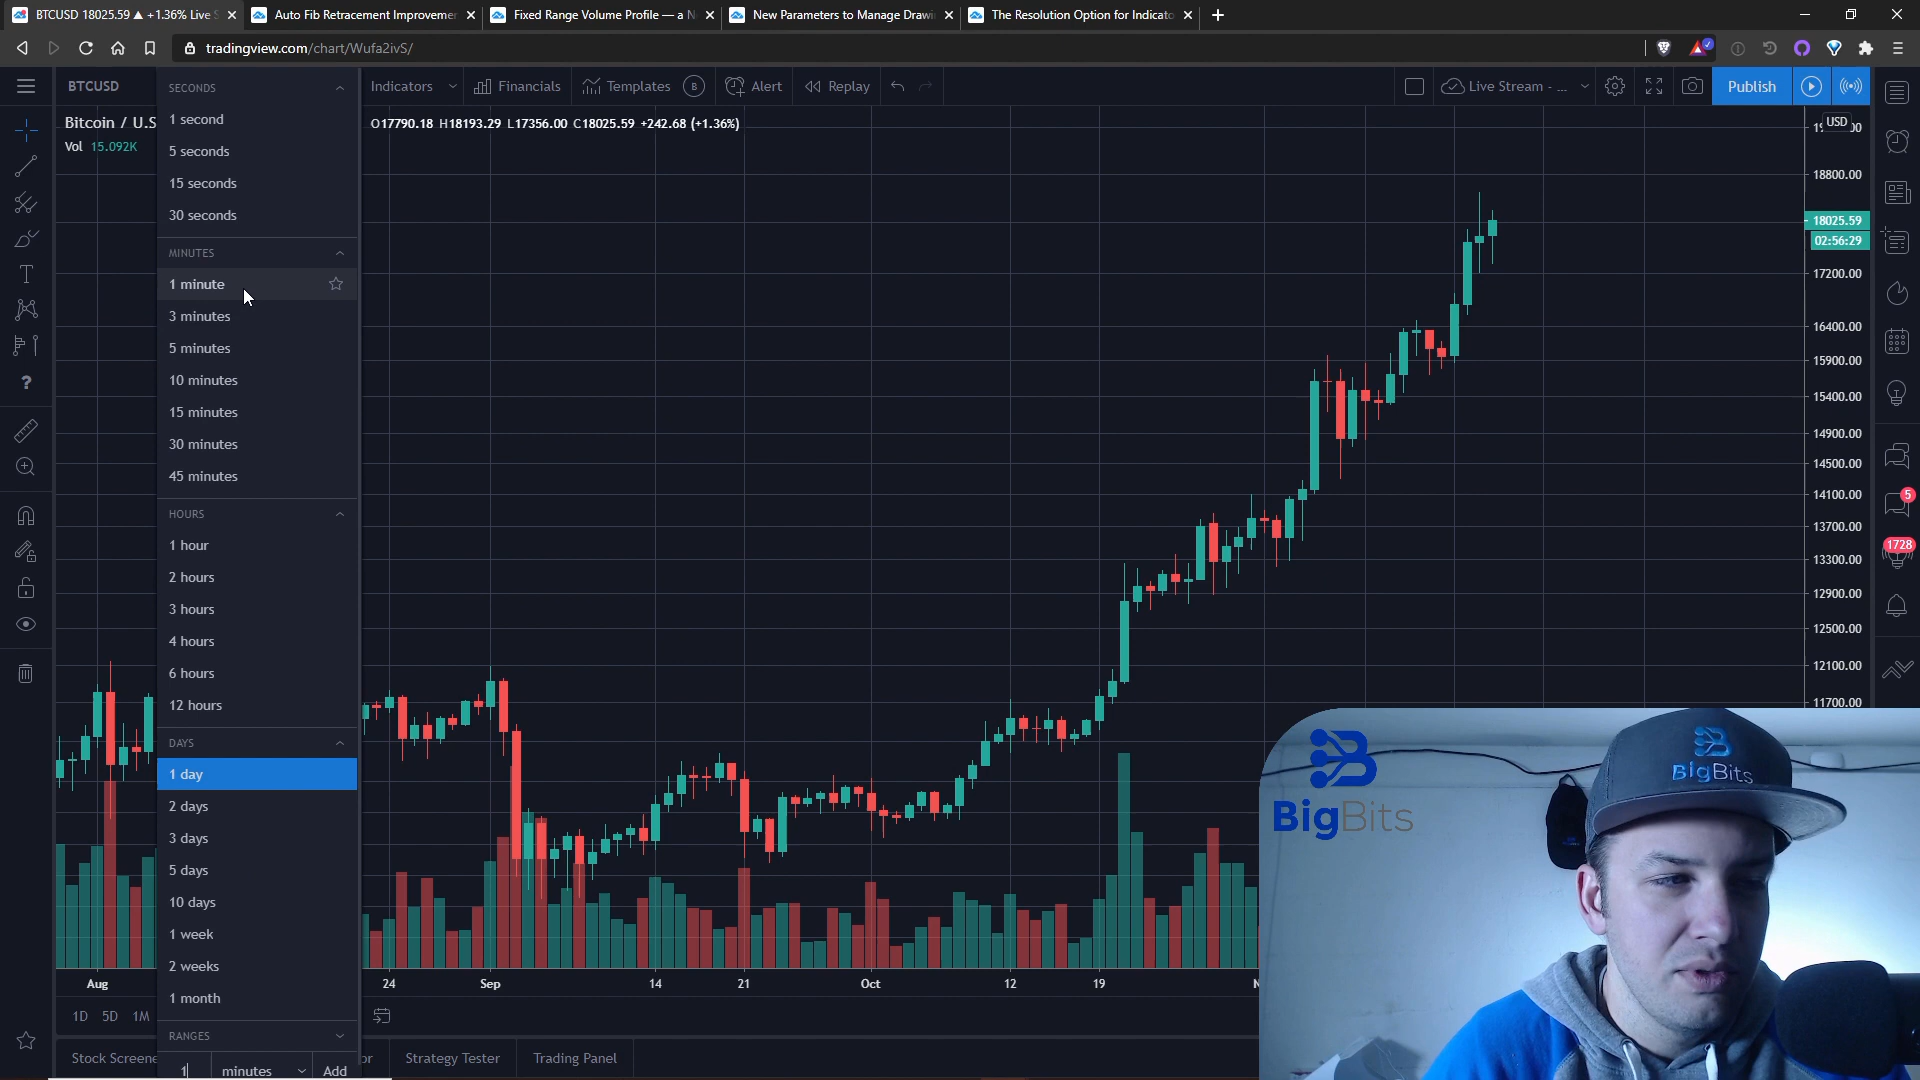 BTCUSD 18025.59 ▲ +1.36% Live S
Auto Fib Retracement Improvemen
Fixed Range Volume Profile — a N
New Parameters to Manage Drawi
The Resolution Option for Indicato
tradingview.com/chart/Wufa2ivS/
BTCUSD
Indicators
Financials
Templates
B
Alert
Replay
Live Stream - ...
Publish
Bitcoin / U.S
O17790.18 H18193.29 L17356.00 C18025.59 +242.68 (+1.36%)
Vol 15.092K
SECONDS
1 second
5 seconds
15 seconds
30 seconds
MINUTES
1 minute
3 minutes
5 minutes
10 minutes
15 minutes
30 minutes
45 minutes
HOURS
1 hour
2 hours
3 hours
4 hours
6 hours
12 hours
DAYS
1 day
2 days
3 days
5 days
10 days
1 week
2 weeks
1 month
RANGES
1 minutes Add
USD
18800.00
18025.59
02:56:29
17200.00
16400.00
15900.00
15400.00
14900.00
14500.00
14100.00
13700.00
13300.00
12900.00
12500.00
12100.00
11700.00
5
1728
Aug
24
Sep
14
21
Oct
12
19
1D 5D 1M
Stock Screene
Strategy Tester
Trading Panel
BigBits
BigBits